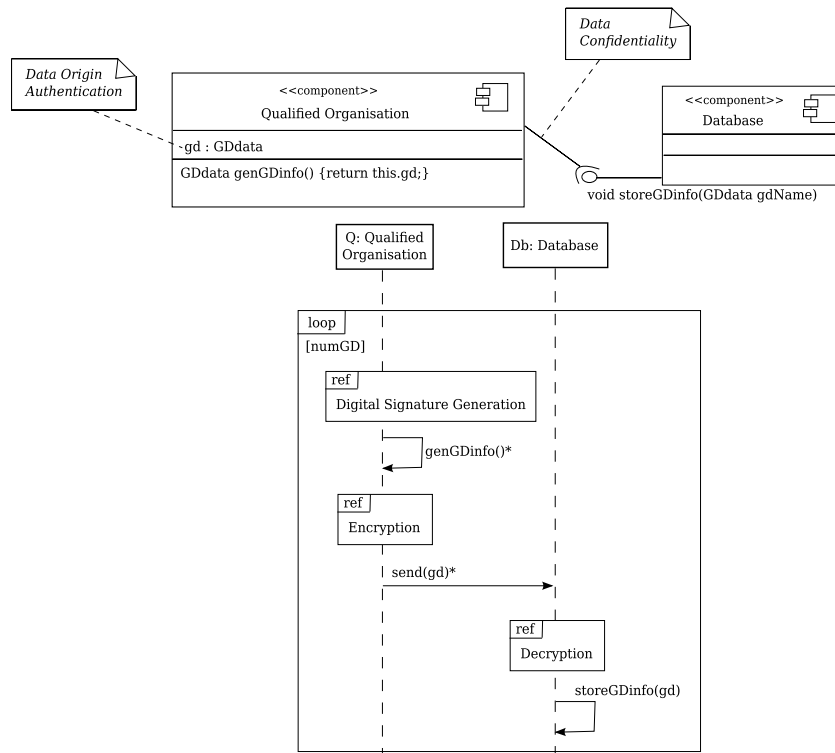 Data
Confidentiality
Data Origin
Authentication
<<component>>
Qualified Organisation
gd : GDdata
GDdata genGDinfo() {return this.gd;}
<<component>>
Database
void storeGDinfo(GDdata gdName)
Q: Qualified
Organisation
Db: Database
loop
[numGD]
ref
Digital Signature Generation
genGDinfo()*
ref
Encryption
send(gd)*
ref
Decryption
storeGDinfo(gd)